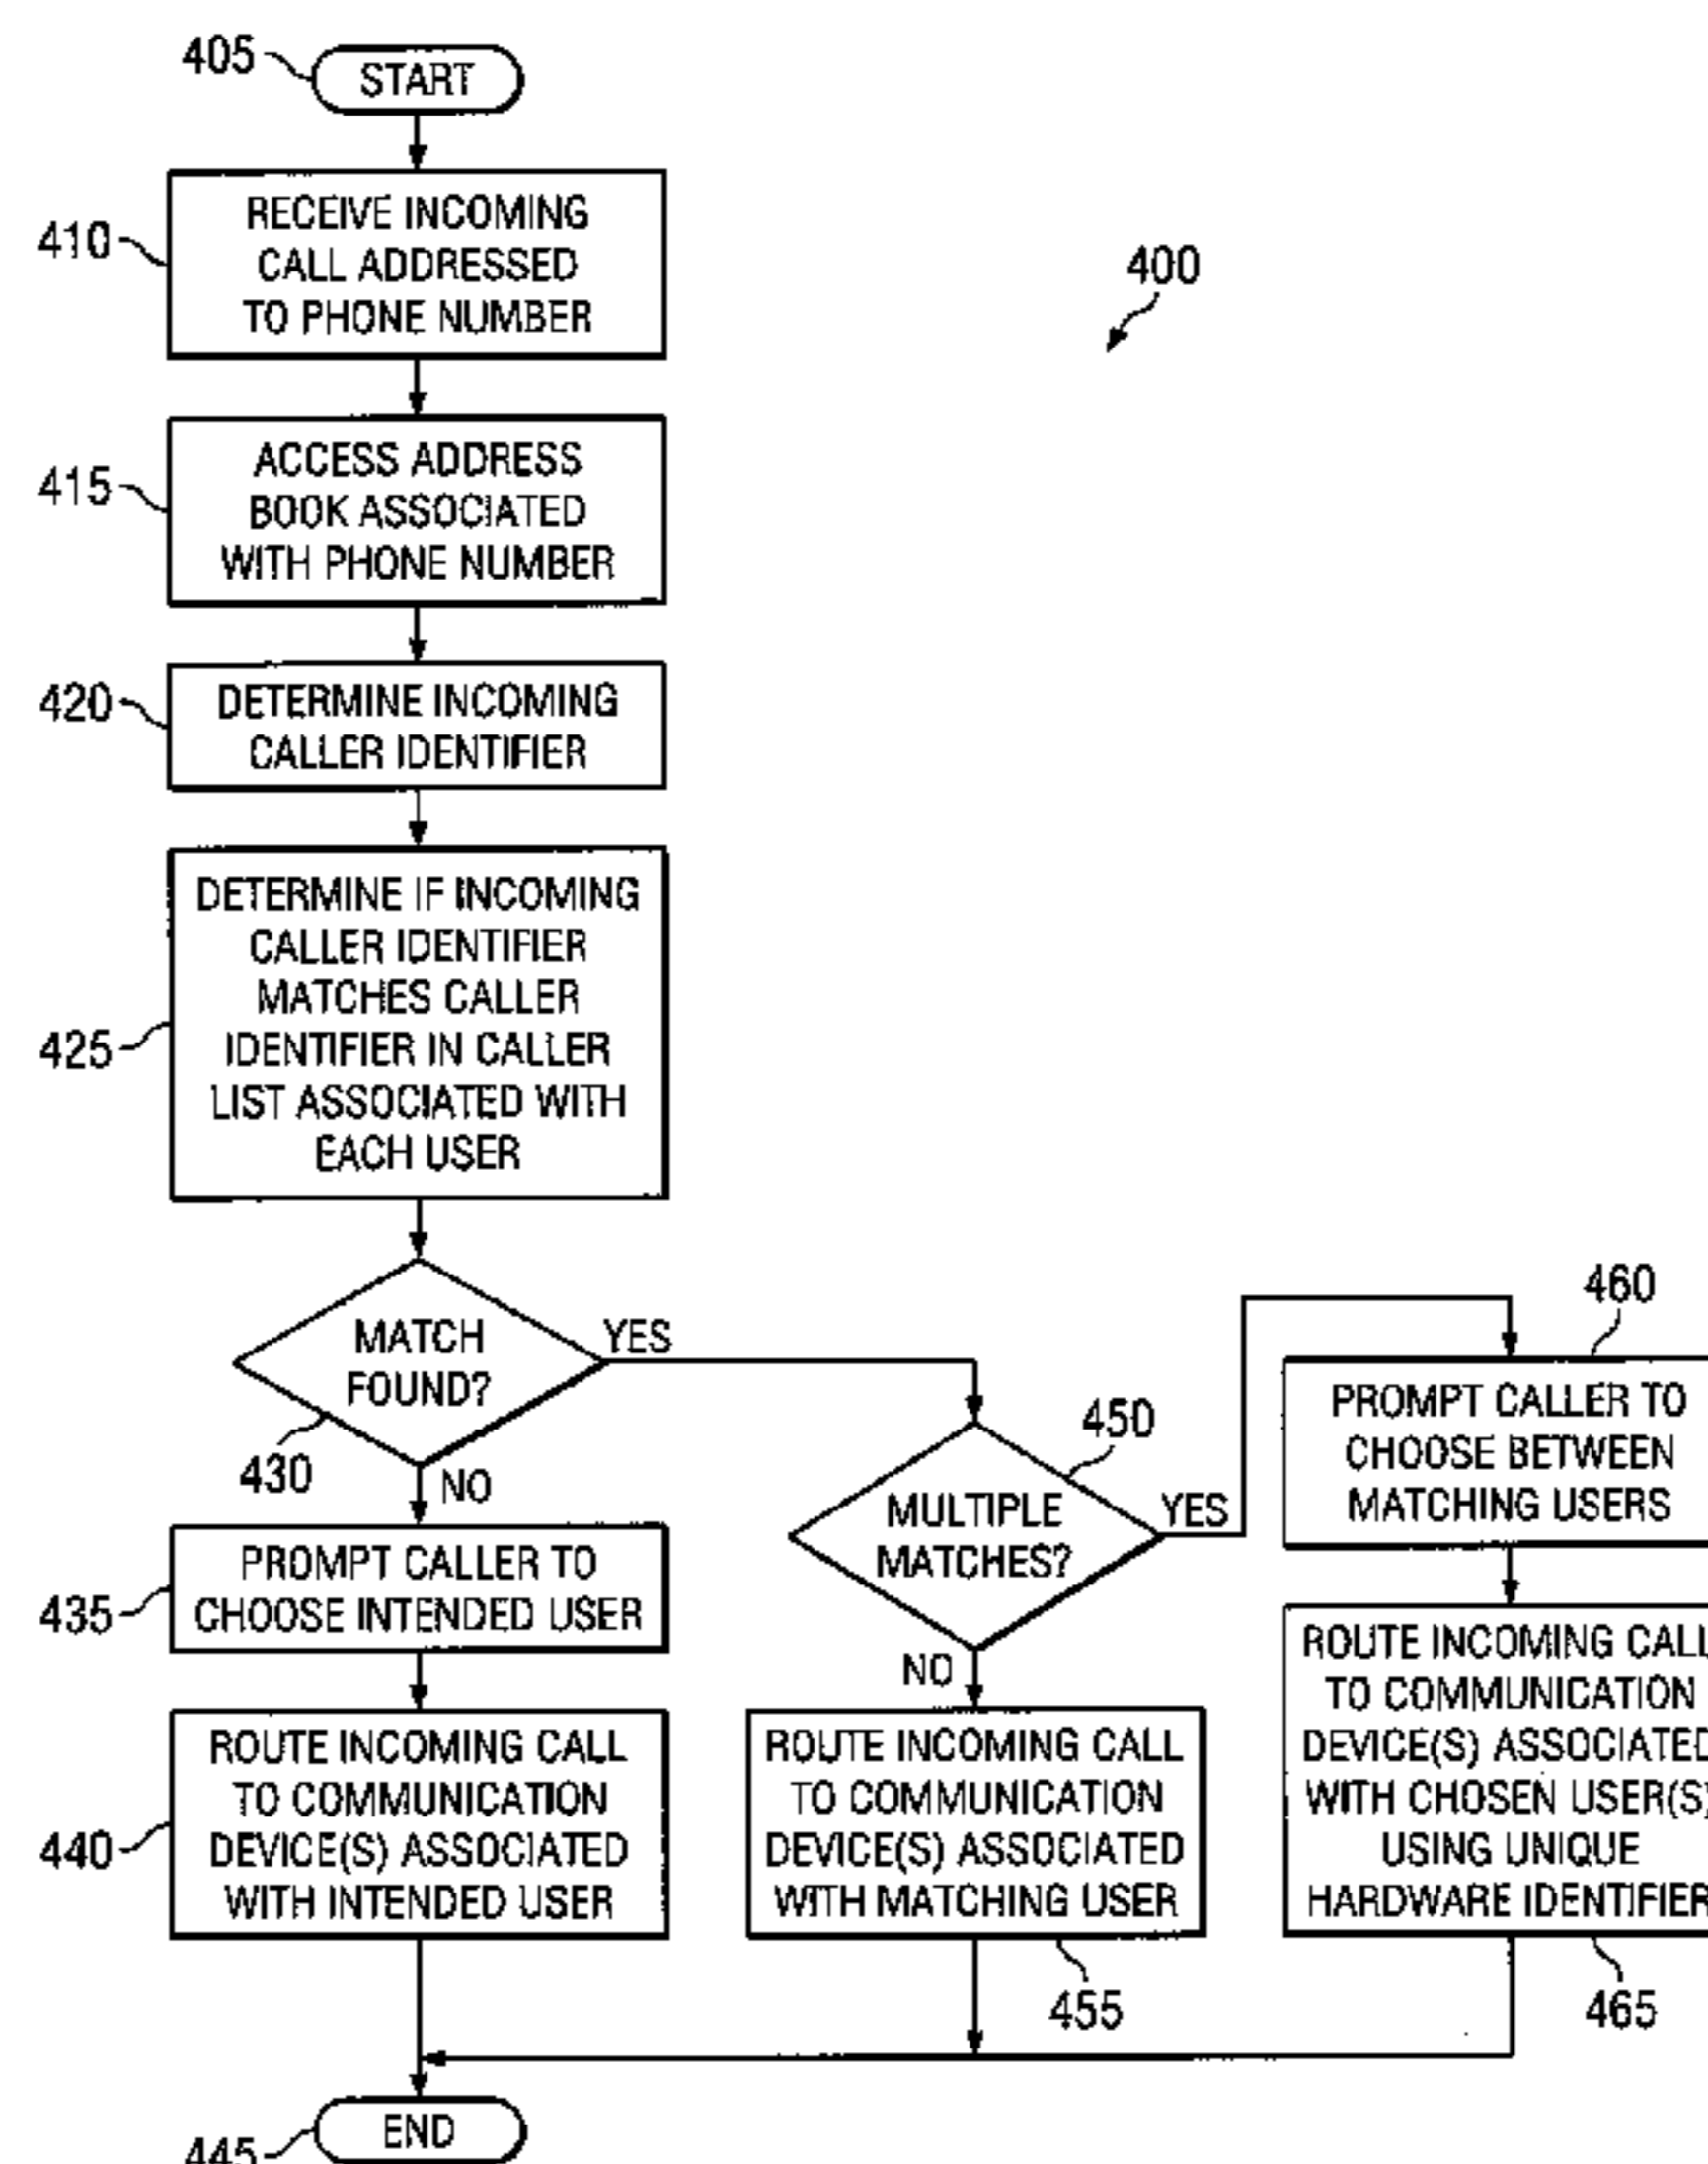 405
START
410
RECEIVE INCOMING
CALL ADDRESSED
TO PHONE NUMBER
400
415
ACCESS ADDRESS
BOOK ASSOCIATED
WITH PHONE NUMBER
420
DETERMINE INCOMING
CALLER IDENTIFIER
425
DETERMINE IF INCOMING
CALLER IDENTIFIER
MATCHES CALLER
IDENTIFIER IN CALLER
LIST ASSOCIATED WITH
EACH USER
MATCH
FOUND?
YES
430
NO
435
PROMPT CALLER TO
CHOOSE INTENDED USER
440
ROUTE INCOMING CALL
TO COMMUNICATION
DEVICE(S) ASSOCIATED
WITH INTENDED USER
450
MULTIPLE
MATCHES?
YES
NO
ROUTE INCOMING CALL
TO COMMUNICATION
DEVICE(S) ASSOCIATED
WITH MATCHING USER
455
460
PROMPT CALLER TO
CHOOSE BETWEEN
MATCHING USERS
ROUTE INCOMING CALL
TO COMMUNICATION
DEVICE(S) ASSOCIATED
WITH CHOSEN USER(S)
USING UNIQUE
HARDWARE IDENTIFIER
465
445
END